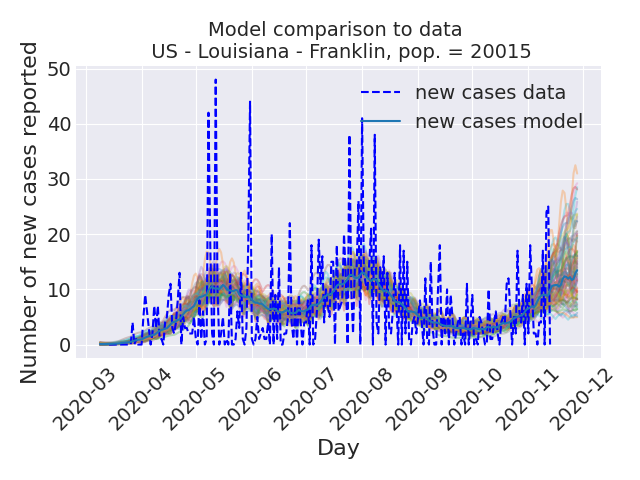 Model comparison to data
US - Louisiana - Franklin, pop. = 20015
Number of new cases reported
50
40
30
20
10
0
new cases data
new cases model
2020-03
2020-04
2020-05
2020-06
2020-07
2020-08
2020-09
2020-10
2020-11
2020-12
Day